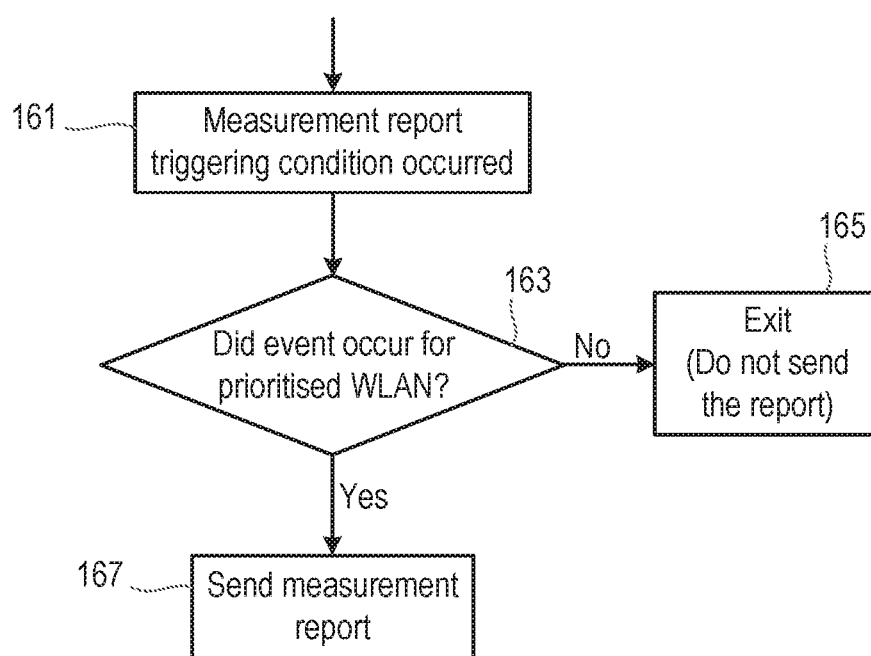 161
Measurement report
triggering condition occurred
163
Did event occur for
prioritised WLAN?
No
165
Exit
(Do not send
the report)
Yes
167
Send measurement
report